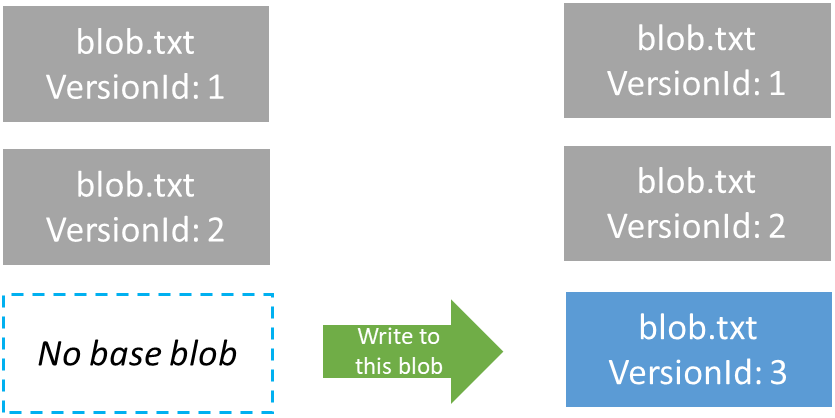 blob.txt
VersionId: 1
blob.txt
VersionId: 2
No base blob
Write to
this blob
blob.txt
VersionId: 1
blob.txt
VersionId: 2
blob.txt
VersionId: 3